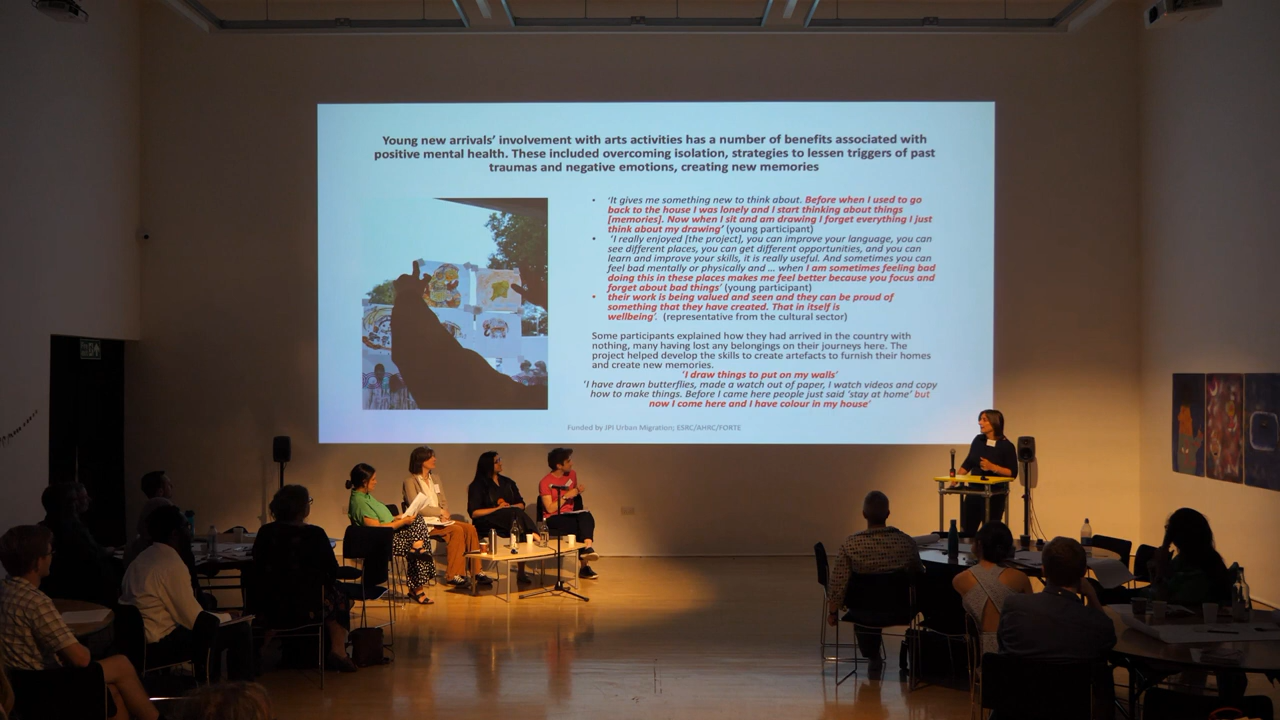 Young new arrivals' involvement with arts activities has a number of benefits associated with
positive mental health. These included overcoming isolation, strategies to lessen triggers of past
traumas and negative emotions, creating new memories
• 'It gives me something new to think about. Before when I used to go
back to the house I was lonely and I start thinking about things
[memories]. Now when I sit and am drawing I forget everything I just
think about my drawing' (young participant)
• 'I really enjoyed [the project], you can improve your language, you can
see different places, you can get different opportunities, and you can
learn and improve your skills, it is really useful. And sometimes you can
feel bad mentally or physically and ... when I am sometimes feeling bad
doing this in these places makes me feel better because you focus and
forget about bad things' (young participant)
• their work is being valued and seen and they can be proud of
something that they have created. That in itself is
wellbeing'. (representative from the cultural sector)
Some participants explained how they had arrived in the country with
nothing, many having lost any belongings on their journeys here. The
project helped develop the skills to create artefacts to furnish their homes
and create new memories.
'I draw things to put on my walls'
'I have drawn butterflies, made a watch out of paper, I watch videos and copy
how to make things. Before I came here people just said 'stay at home' but
now I come here and I have colour in my house'
Funded by JPI Urban Migration; ESRC/AHRC/FORTE